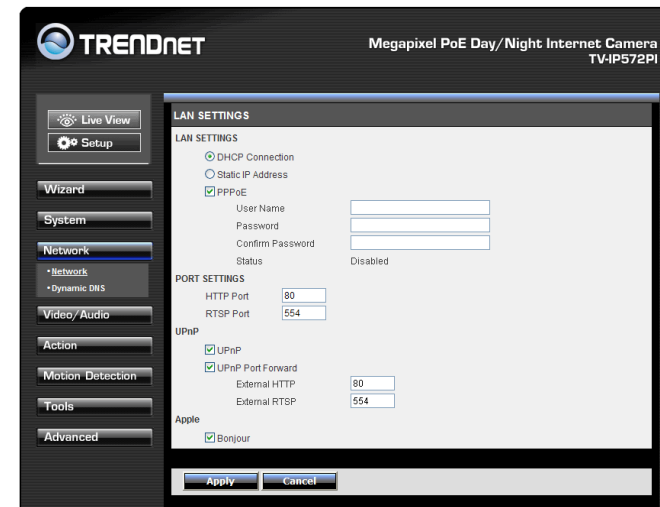 TRENDNET
Megapixel PoE Day/Night Internet Camera
TV-IP572PI
Live View
Setup
Wizard
System
Network
•Network
•Dynamic DNS
Video/Audio
Action
Motion Detection
Tools
Advanced
LAN SETTINGS
LAN SETTINGS
DHCP Connection
Static IP Address
PPPoE
User Name
Password
Confirm Password
Status Disabled
PORT SETTINGS
HTTP Port 80
RTSP Port 554
UPnP
UPnP
UPnP Port Forward
External HTTP 80
External RTSP 554
Apple
Bonjour
Apply Cancel